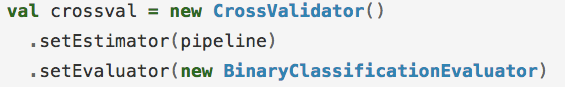 val crossval = new CrossValidator()
  .setEstimator(pipeline)
  .setEvaluator(new BinaryClassificationEvaluator)